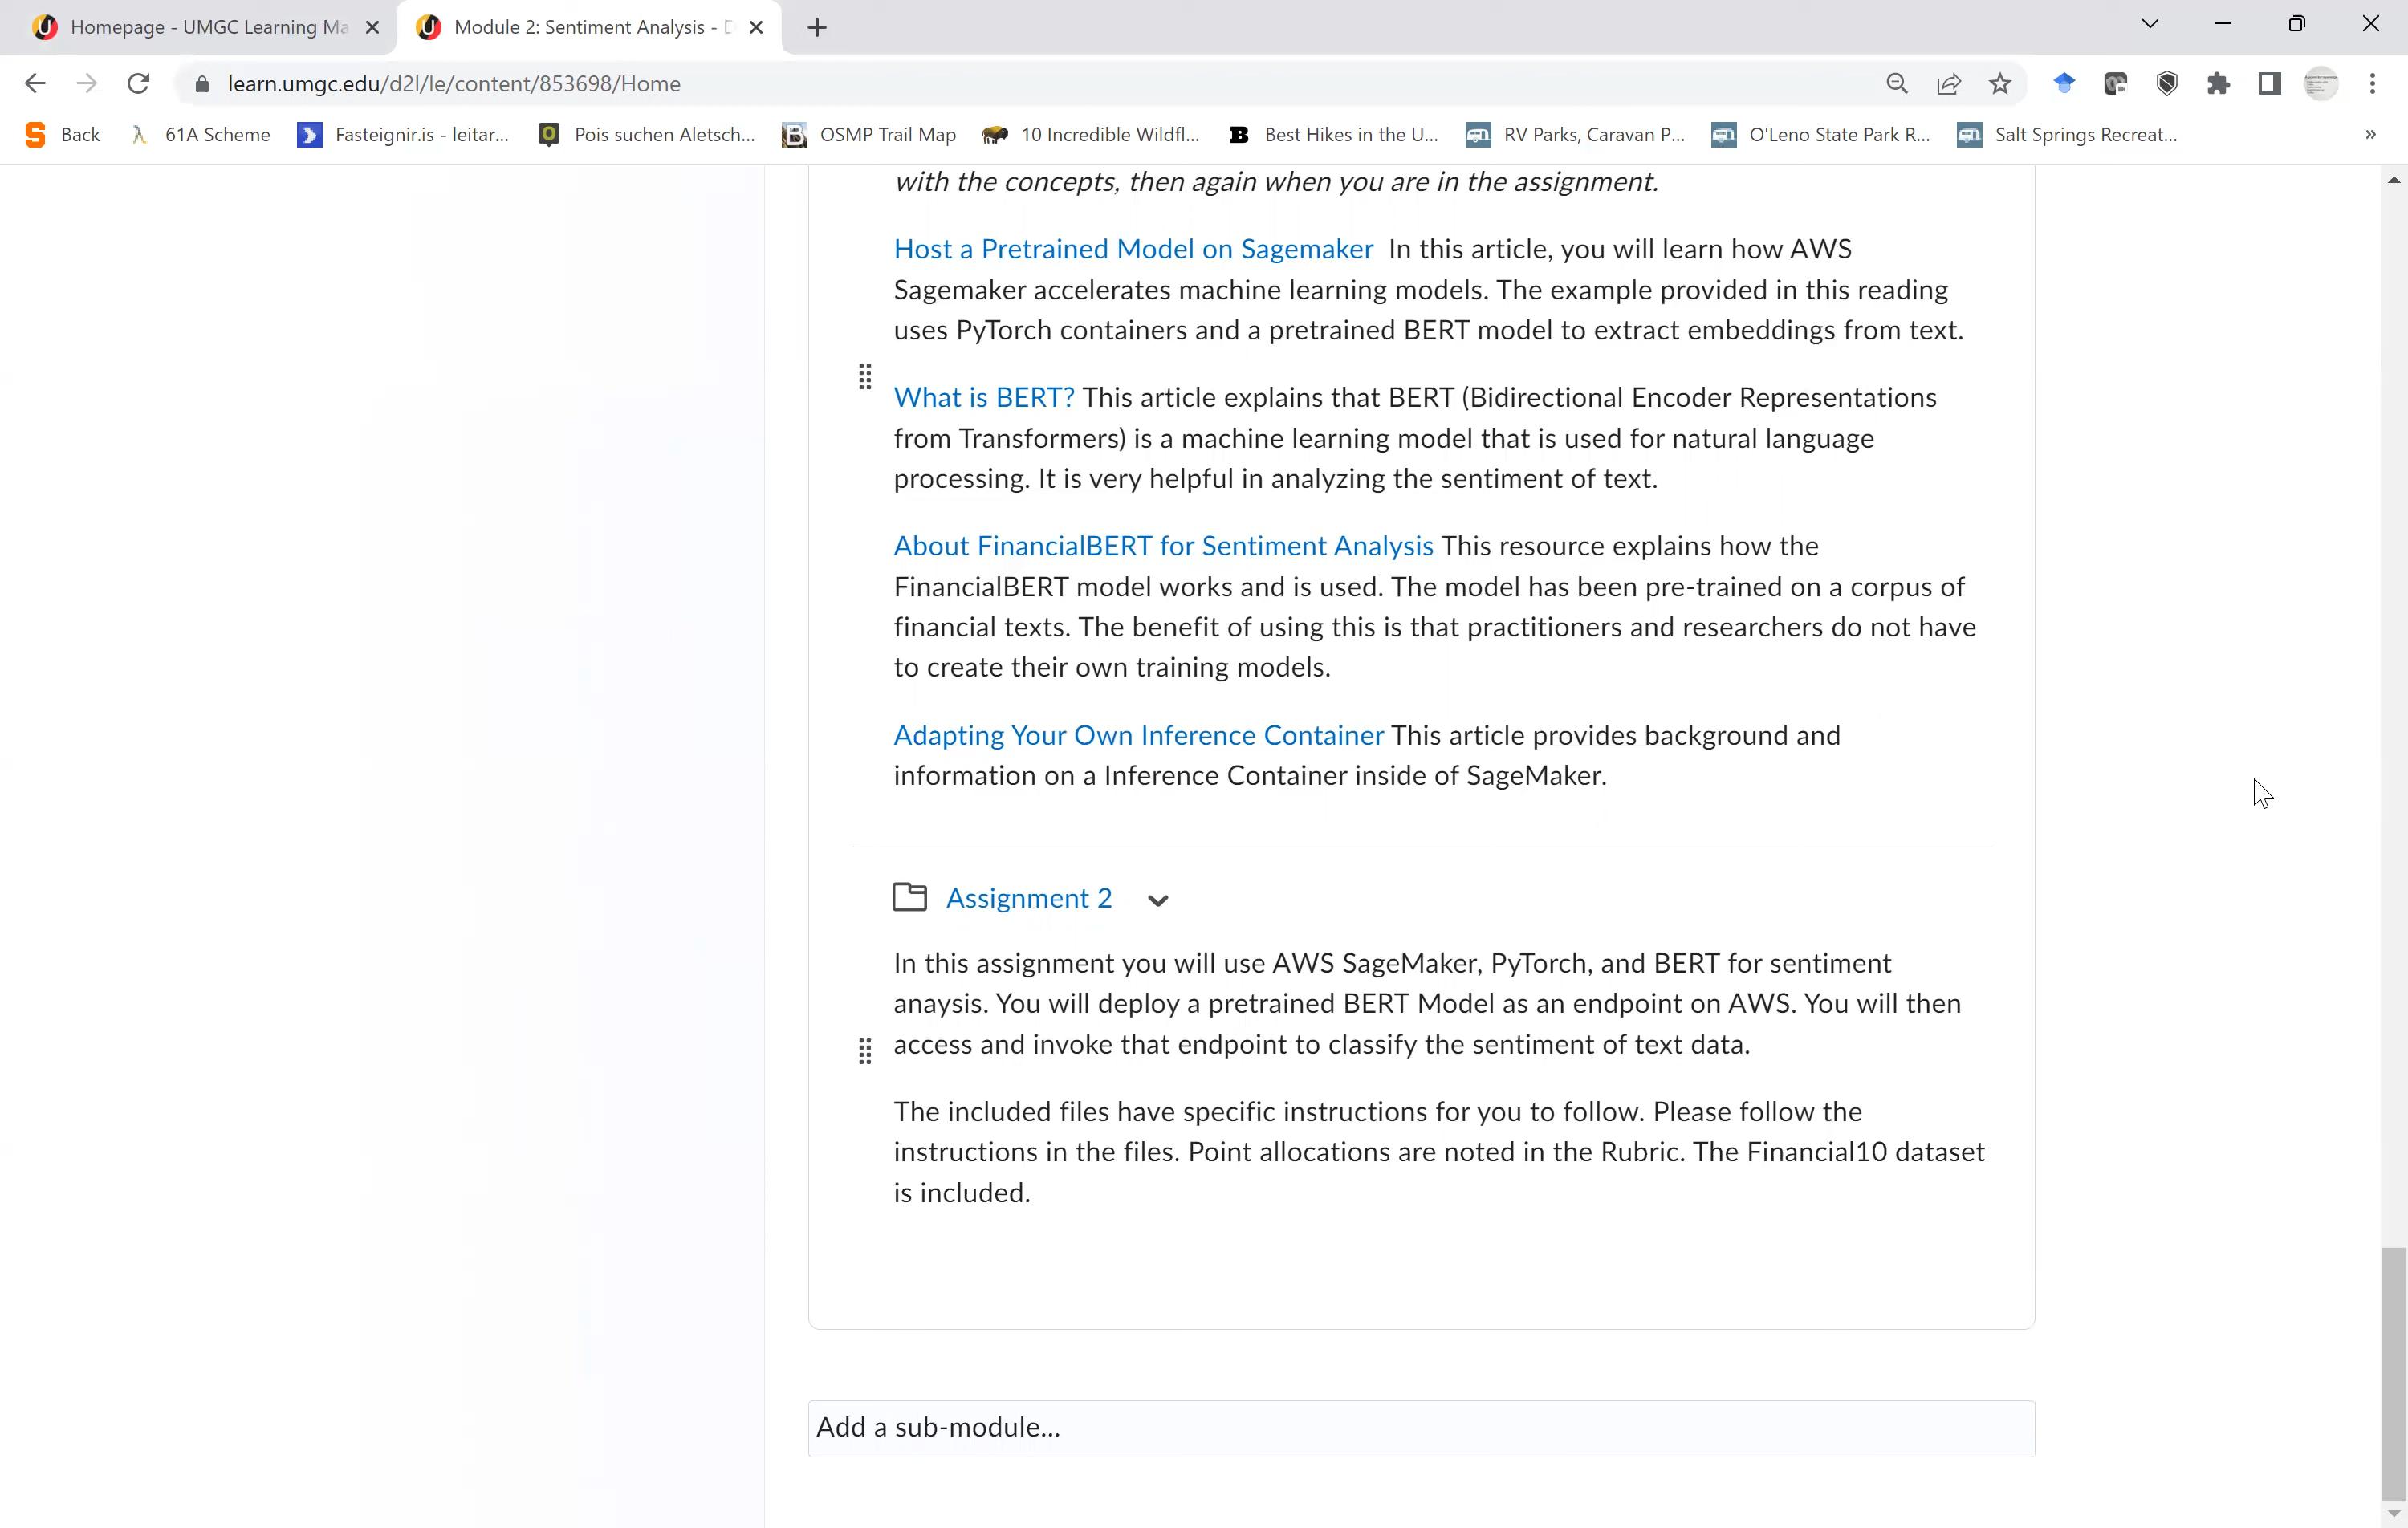 Homepage - UMGC Learning Ma
Module 2: Sentiment Analysis - D
learn.umgc.edu/d2l/le/content/853698/Home
Back
61A Scheme
Fasteignir.is - leitar...
Pois suchen Aletsch...
OSMP Trail Map
10 Incredible Wildfl...
Best Hikes in the U...
RV Parks, Caravan P...
O'Leno State Park R...
Salt Springs Recreat...
with the concepts, then again when you are in the assignment.
Host a Pretrained Model on Sagemaker In this article, you will learn how AWS
Sagemaker accelerates machine learning models. The example provided in this reading
uses PyTorch containers and a pretrained BERT model to extract embeddings from text.
What is BERT? This article explains that BERT (Bidirectional Encoder Representations
from Transformers) is a machine learning model that is used for natural language
processing. It is very helpful in analyzing the sentiment of text.
About FinancialBERT for Sentiment Analysis This resource explains how the
FinancialBERT model works and is used. The model has been pre-trained on a corpus of
financial texts. The benefit of using this is that practitioners and researchers do not have
to create their own training models.
Adapting Your Own Inference Container This article provides background and
information on a Inference Container inside of SageMaker.
Assignment 2
In this assignment you will use AWS SageMaker, PyTorch, and BERT for sentiment
anaysis. You will deploy a pretrained BERT Model as an endpoint on AWS. You will then
access and invoke that endpoint to classify the sentiment of text data.
The included files have specific instructions for you to follow. Please follow the
instructions in the files. Point allocations are noted in the Rubric. The Financial10 dataset
is included.
Add a sub-module...